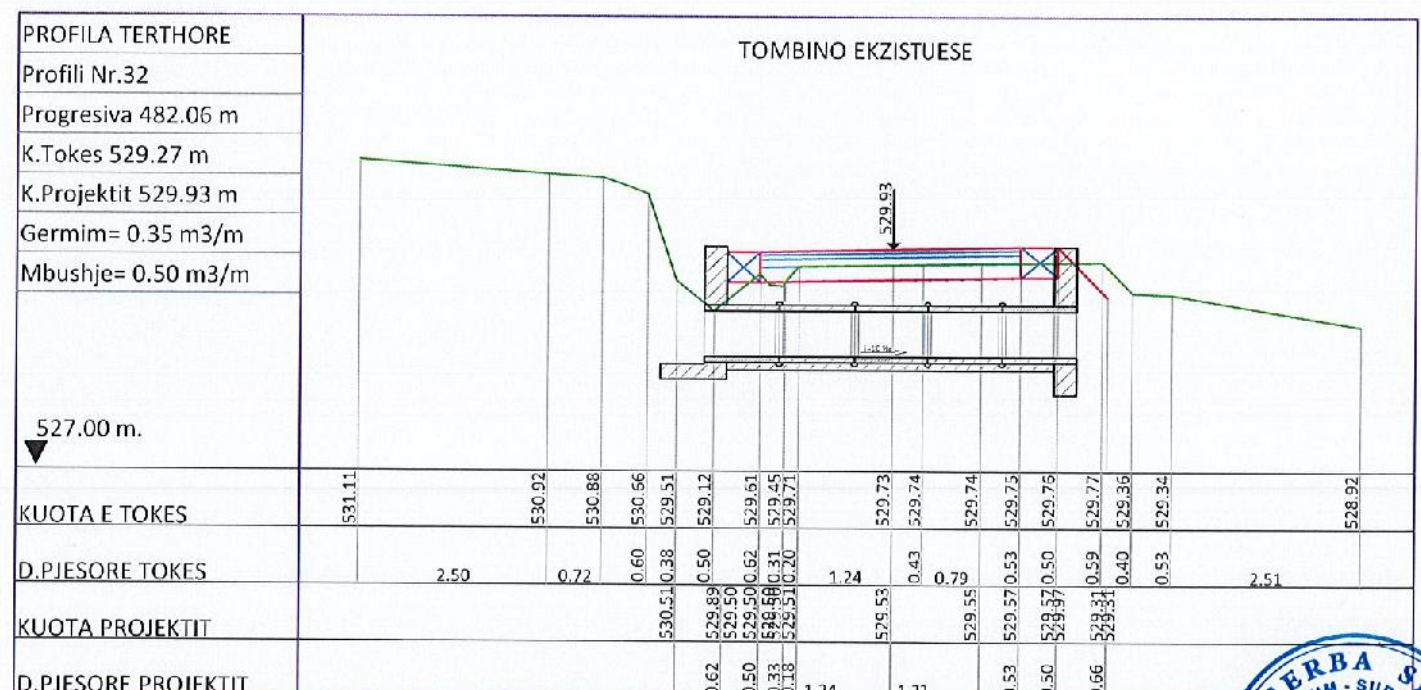 PROFILA TERTHORE
Profili Nr.32
Progresiva 482.06 m
K.Tokes 529.27 m
K.Projektit 529.93 m
Germim= 0.35 m3/m
Mbushje= 0.50 m3/m
TOMBINO EKZISTUESE
529.93
527.00 m.
KUOTA E TOKES 531.11 530.92 530.88 530.66 529.51 529.12 529.61 529.45 529.71 529.73 529.74 529.74 529.75 529.76 529.77 529.36 529.34 528.92
D.PJESORE TOKES 2.50 0.72 0.60 0.38 0.50 0.62 0.31 0.20 1.24 0.43 0.79 0.53 0.50 0.59 0.40 0.53 2.51
KUOTA PROJEKTIT 530.51 529.89 529.50 529.50 529.51 529.53 529.55 529.57 529.57 529.97 529.31 529.31
D.PJESORE PROJEKTIT 0.62 0.50 0.33 0.18 0.53 0.50 0.66
ERBA